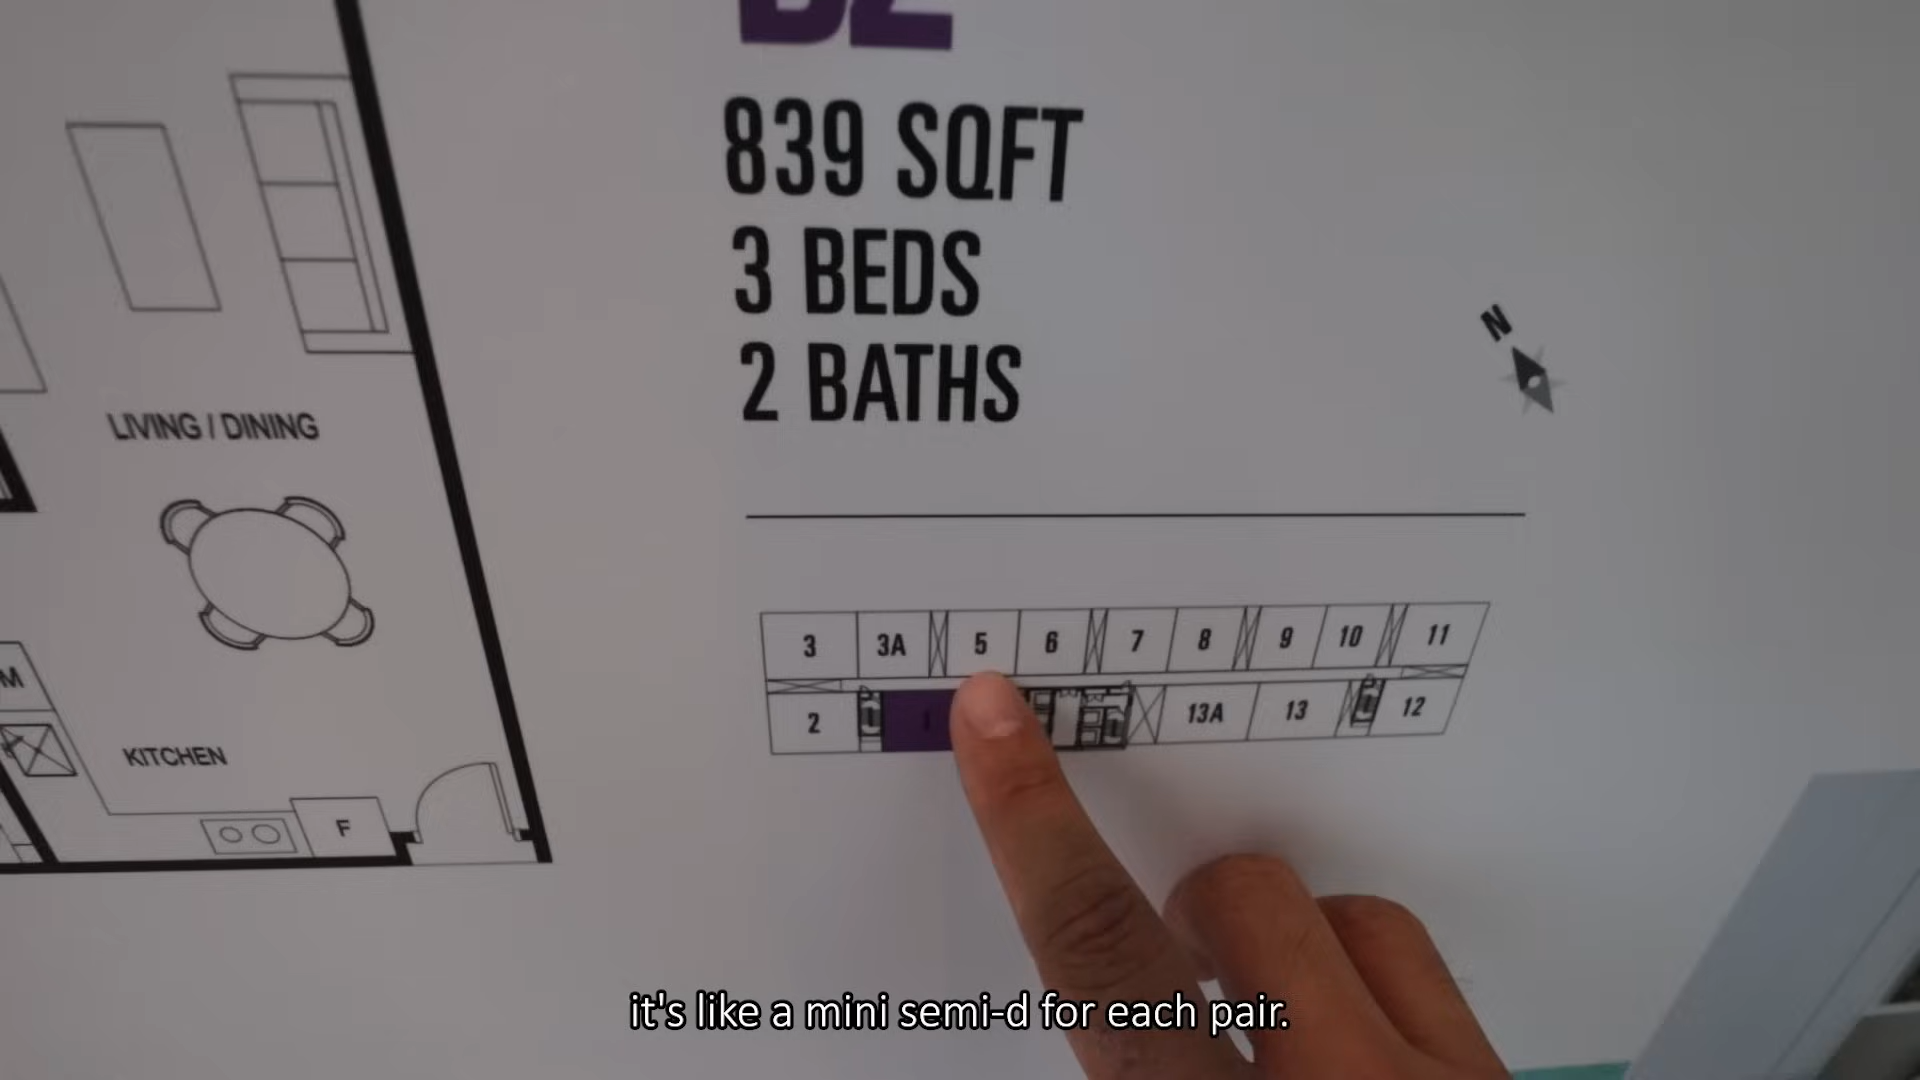 839 SQFT
3 BEDS
2 BATHS
N
LIVING / DINING
M
KITCHEN
F
3 3A 5 6 7 8 9 10 11
2 1 13A 13 12
it's like a mini semi-d for each pair.